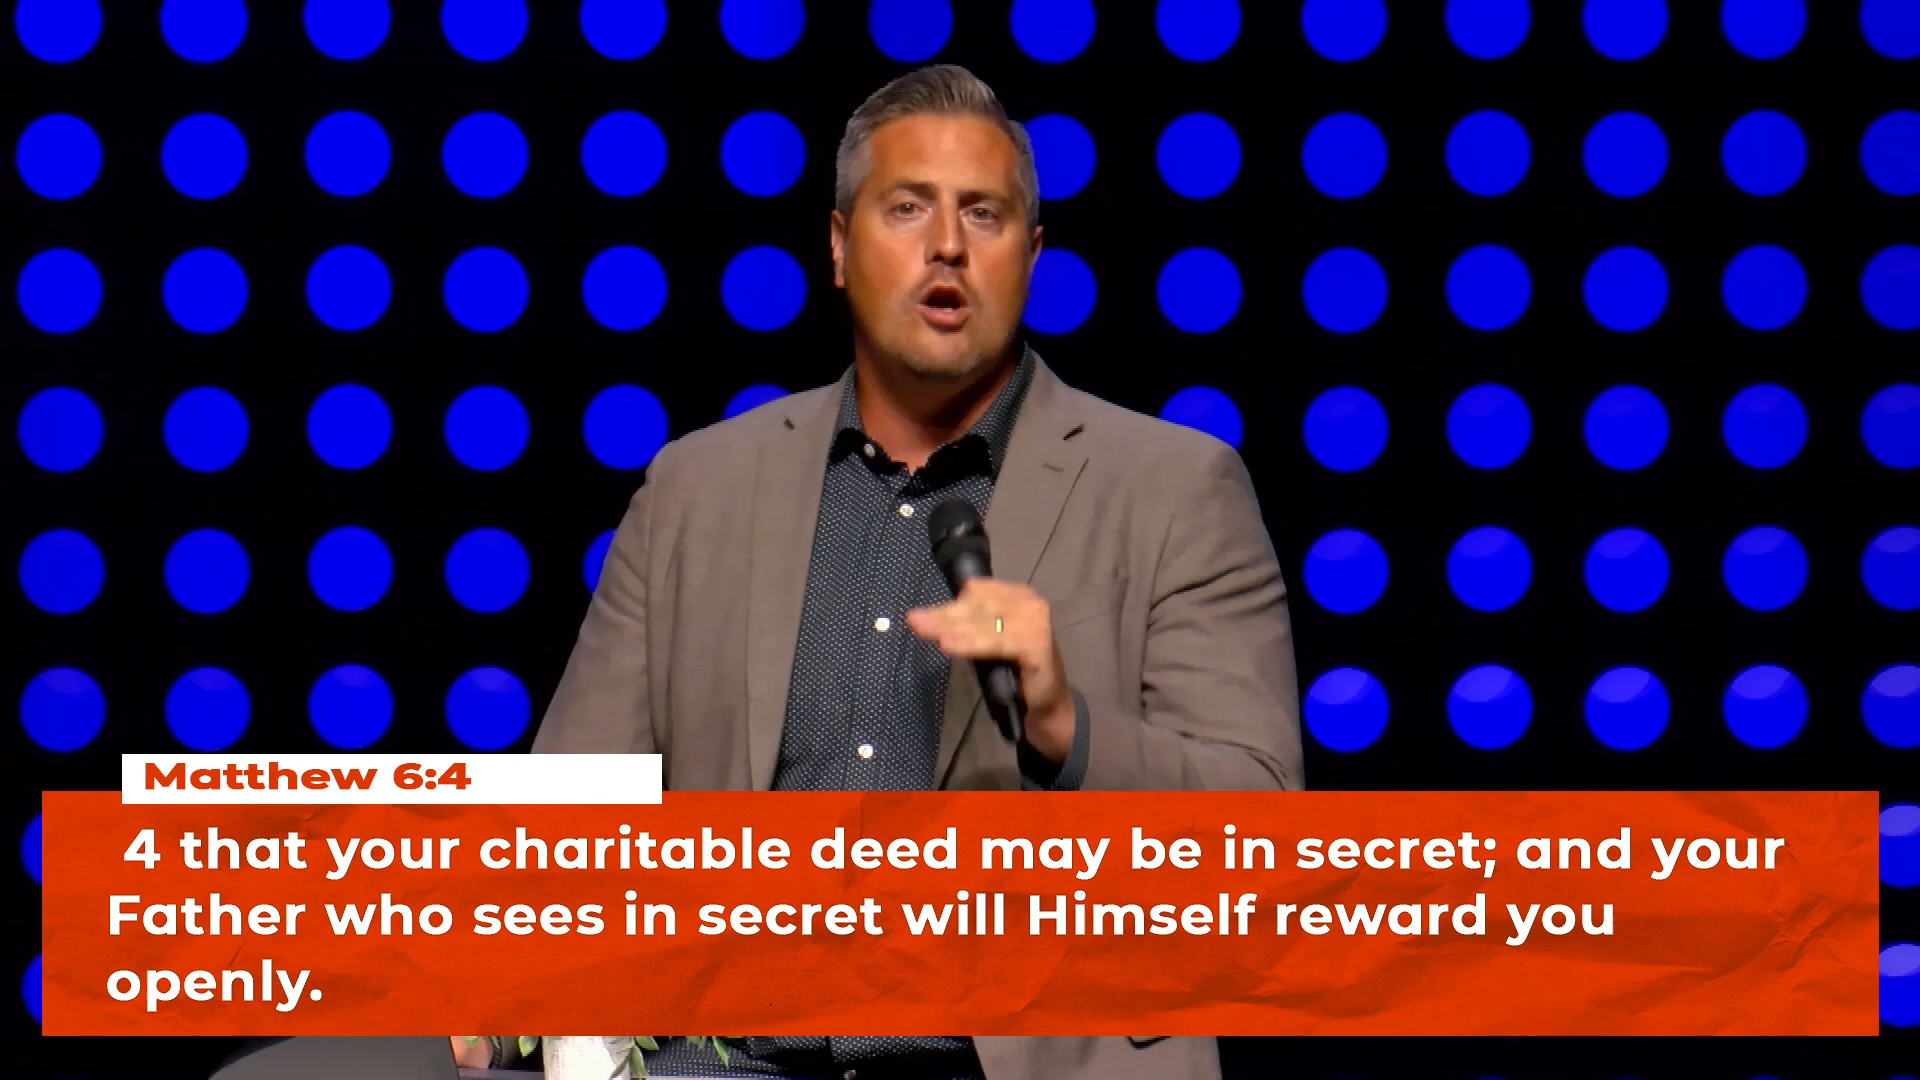 Matthew 6:4
4 that your charitable deed may be in secret; and your
Father who sees in secret will Himself reward you
openly.